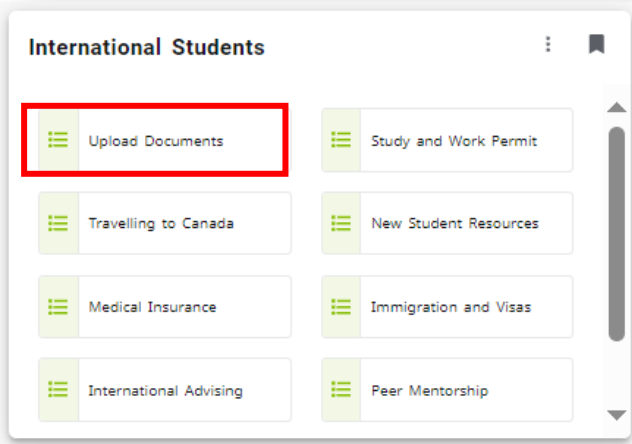 International Students
Upload Documents
Study and Work Permit
Travelling to Canada
New Student Resources
Medical Insurance
Immigration and Visas
International Advising
Peer Mentorship